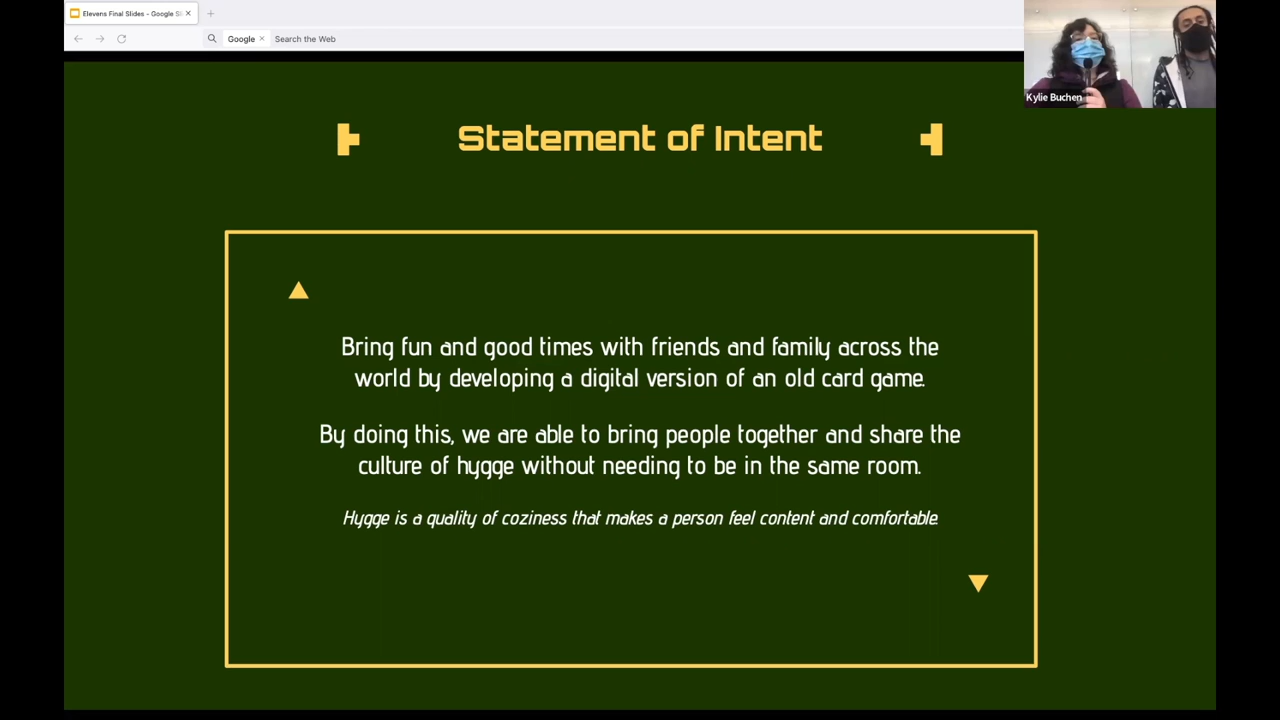 Elevens Final Slides - Google Sl
Google
Search the Web
Kylie Buchen
Statement of Intent
Bring fun and good times with friends and family across the
world by developing a digital version of an old card game.
By doing this, we are able to bring people together and share the
culture of hygge without needing to be in the same room.
Hygge is a quality of coziness that makes a person feel content and comfortable.